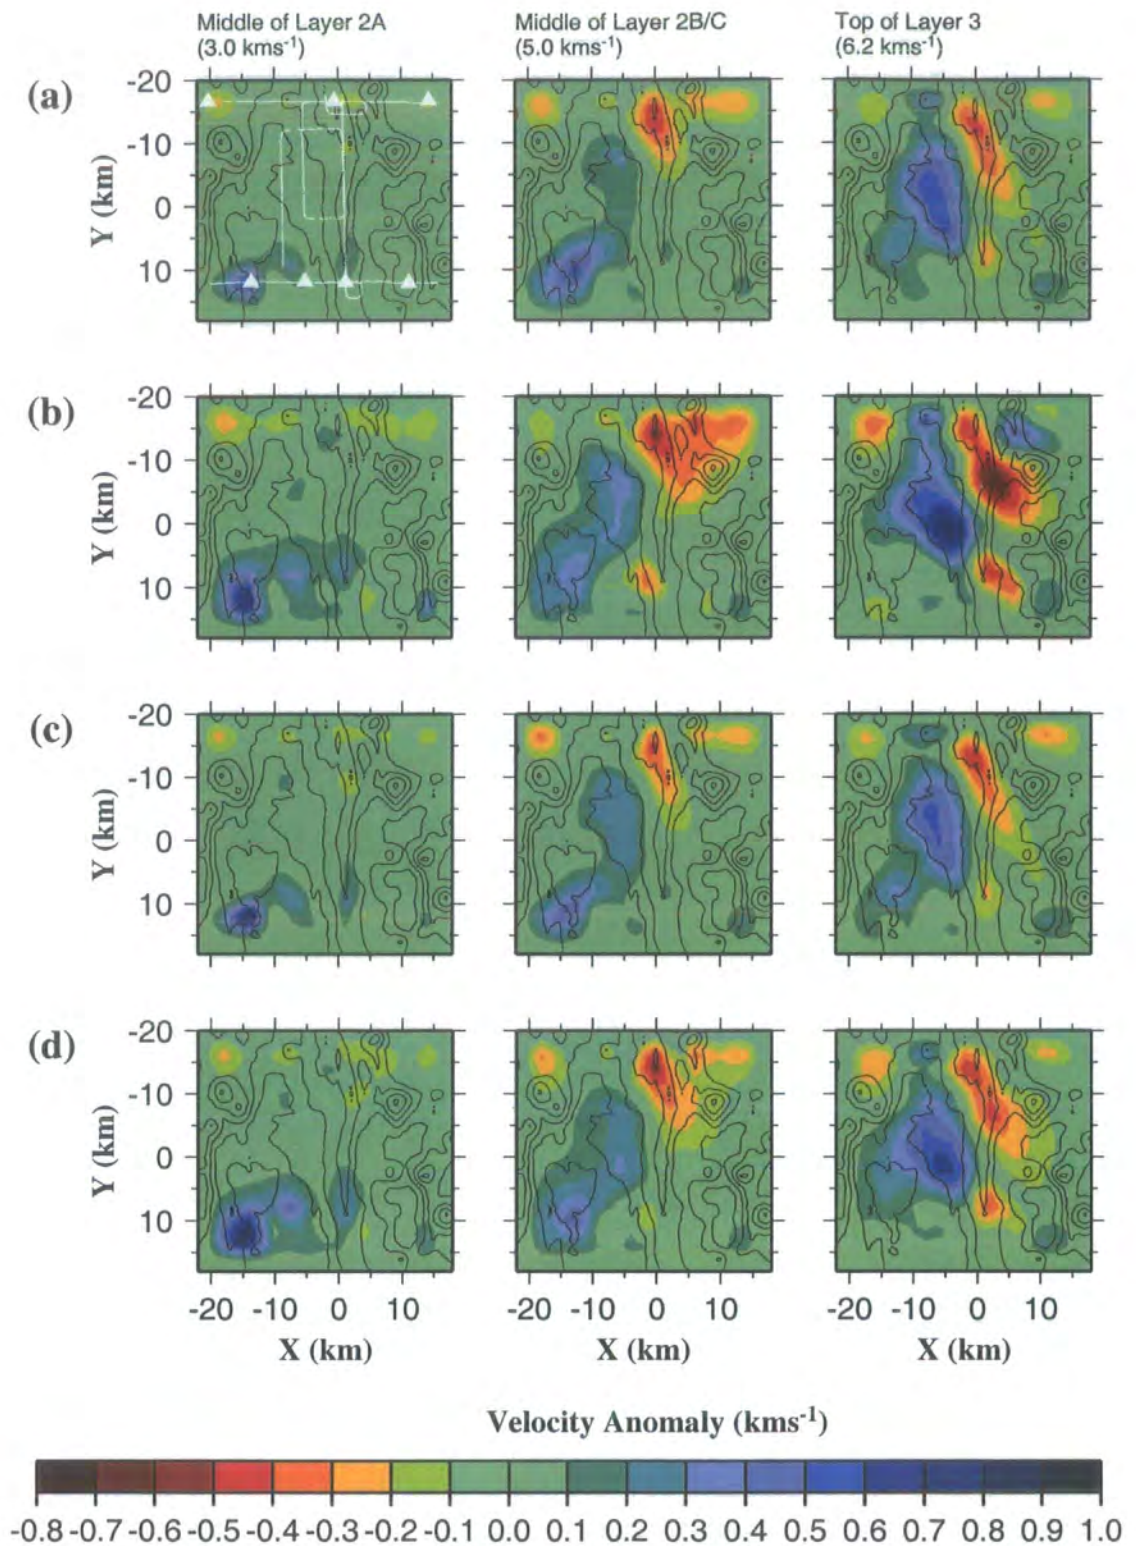 Middle of Layer 2A
(3.0 kms⁻¹)
Middle of Layer 2B/C
(5.0 kms⁻¹)
Top of Layer 3
(6.2 kms⁻¹)
(a)
-20
-10
0
10
Y (km)
(b)
-20
-10
0
10
Y (km)
(c)
-20
-10
0
10
Y (km)
(d)
-20
-10
0
10
Y (km)
-20 -10 0 10
-20 -10 0 10
-20 -10 0 10
X (km)
X (km)
X (km)
Velocity Anomaly (kms⁻¹)
-0.8 -0.7 -0.6 -0.5 -0.4 -0.3 -0.2 -0.1 0.0 0.1 0.2 0.3 0.4 0.5 0.6 0.7 0.8 0.9 1.0